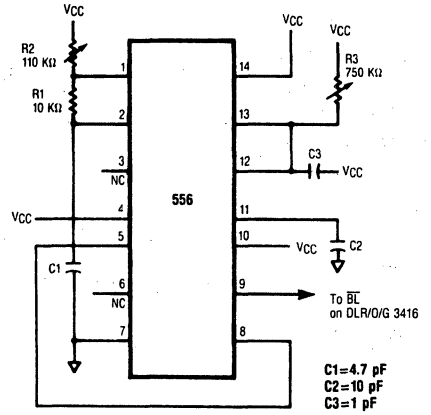 VCC
R2
110 KΩ
R1
10 KΩ
1
2
3
NC
VCC
4
5
C1
6
NC
7
556
VCC
14
VCC
R3
750 KΩ
13
12
C3
VCC
11
10
VCC
C2
9
To BL
on DLR/O/G 3416
8
C1=4.7 pF
C2=10 pF
C3=1 pF